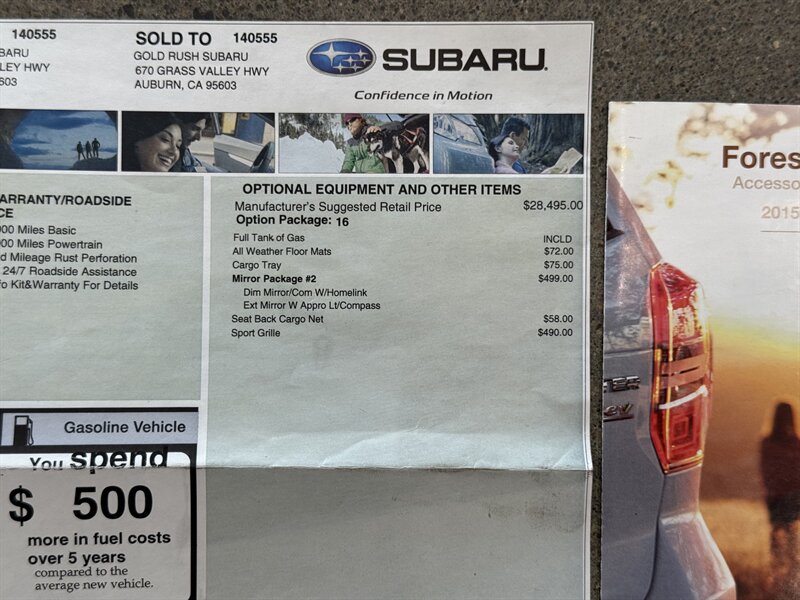 140555
SOLD TO 140555
GOLD RUSH SUBARU
670 GRASS VALLEY HWY
AUBURN, CA 95603
HWY
SUBARU.
Confidence in Motion
OPTIONAL EQUIPMENT AND OTHER ITEMS
Manufacturer's Suggested Retail Price $28,495.00
Option Package: 16
Full Tank of Gas INCLD
All Weather Floor Mats $72.00
Cargo Tray $75.00
Mirror Package #2 $499.00
Dim Mirror/Com W/Homelink
Ext Mirror W Appro Lt/Compass
Seat Back Cargo Net $58.00
Sport Grille $490.00
ARRANTY/ROADSIDE
CE
000 Miles Basic
000 Miles Powertrain
d Mileage Rust Perforation
24/7 Roadside Assistance
fo Kit&Warranty For Details
Gasoline Vehicle
You spend
$ 500
more in fuel costs
over 5 years
compared to the
average new vehicle.
Fores
Accesso
2015